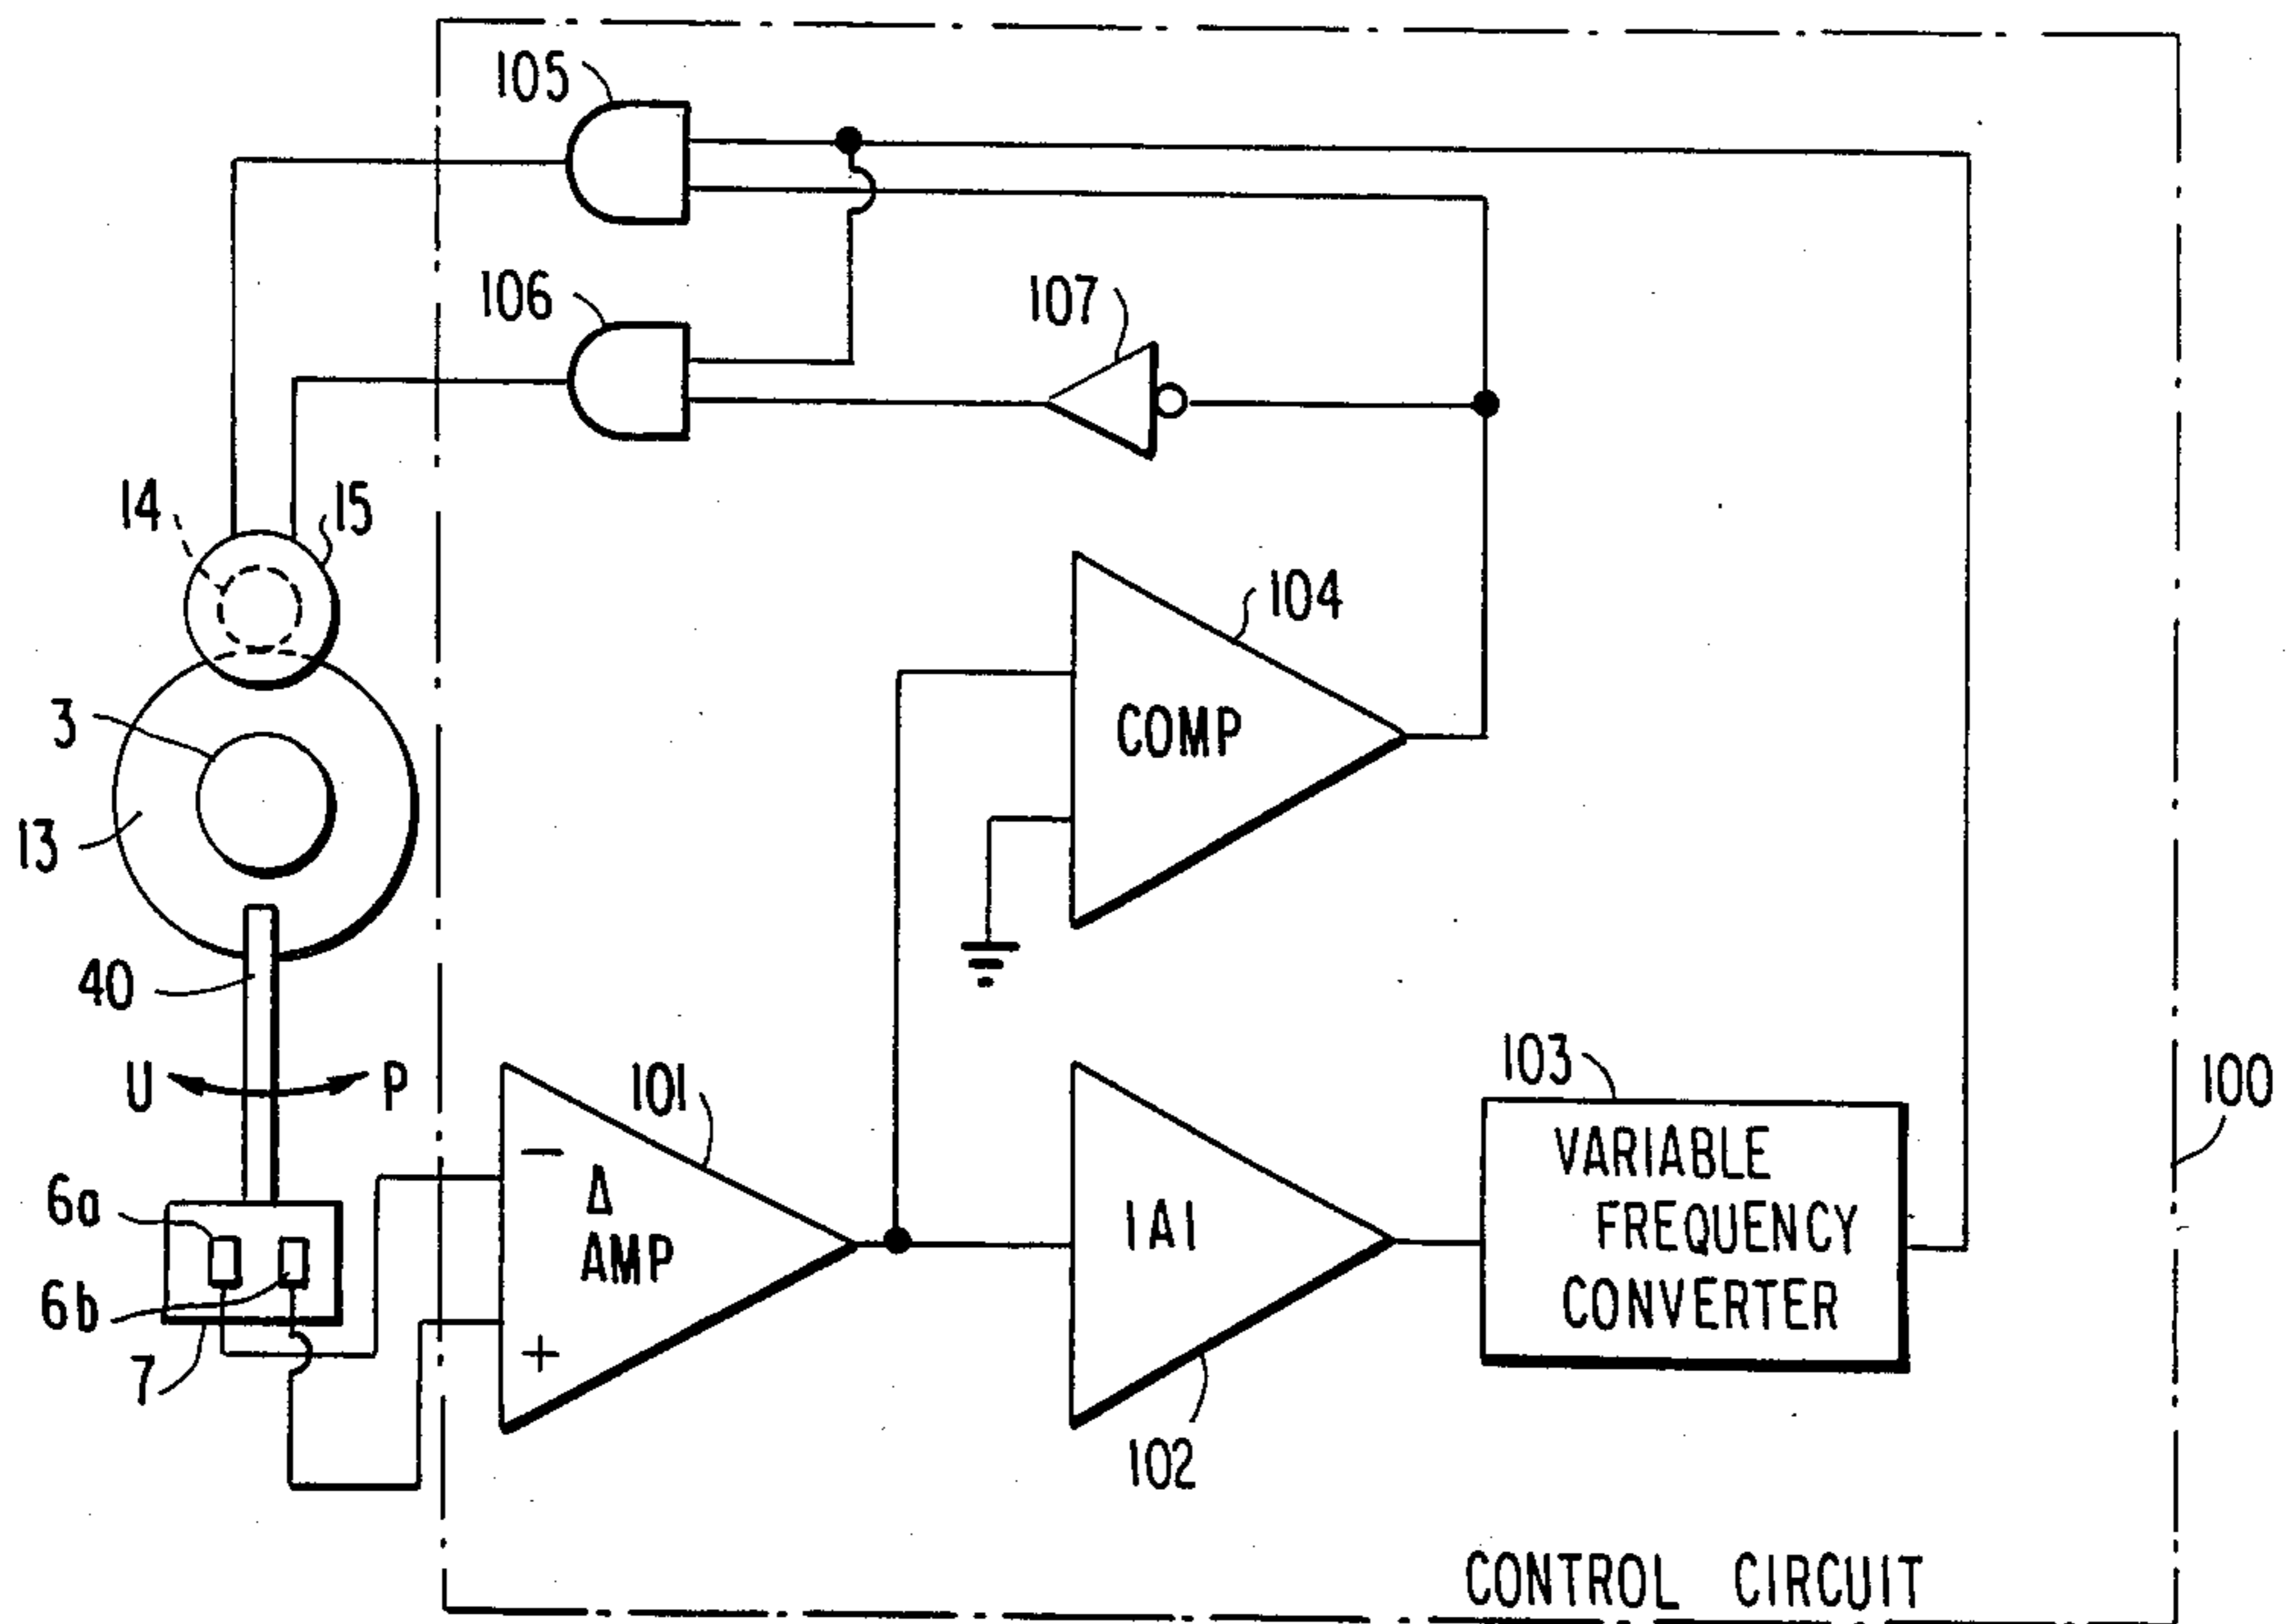 105
106
107
14
15
104
COMP
3
13
40
U
P
101
103
100
−
Δ
AMP
+
|A|
VARIABLE
FREQUENCY
CONVERTER
6a
6b
7
102
CONTROL CIRCUIT